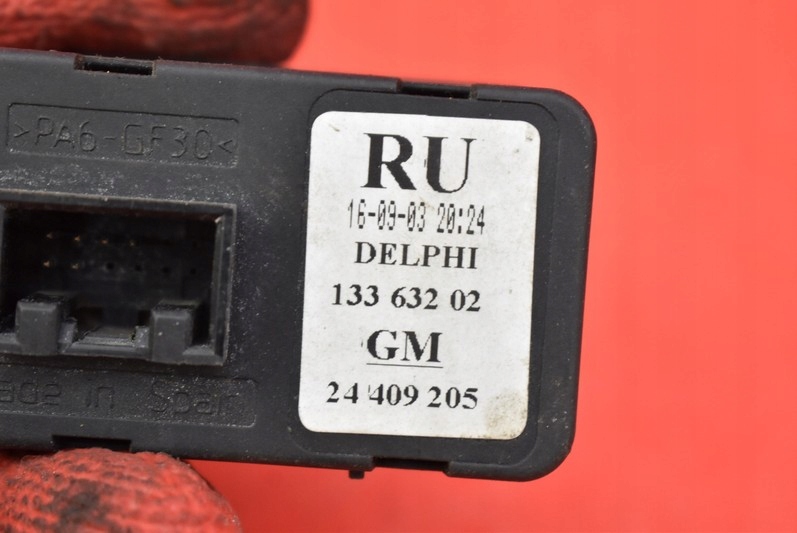 >PA6-GF30<
RU
16-09-03 20:24
DELPHI
133 632 02
GM
24 409 205
made in Spain